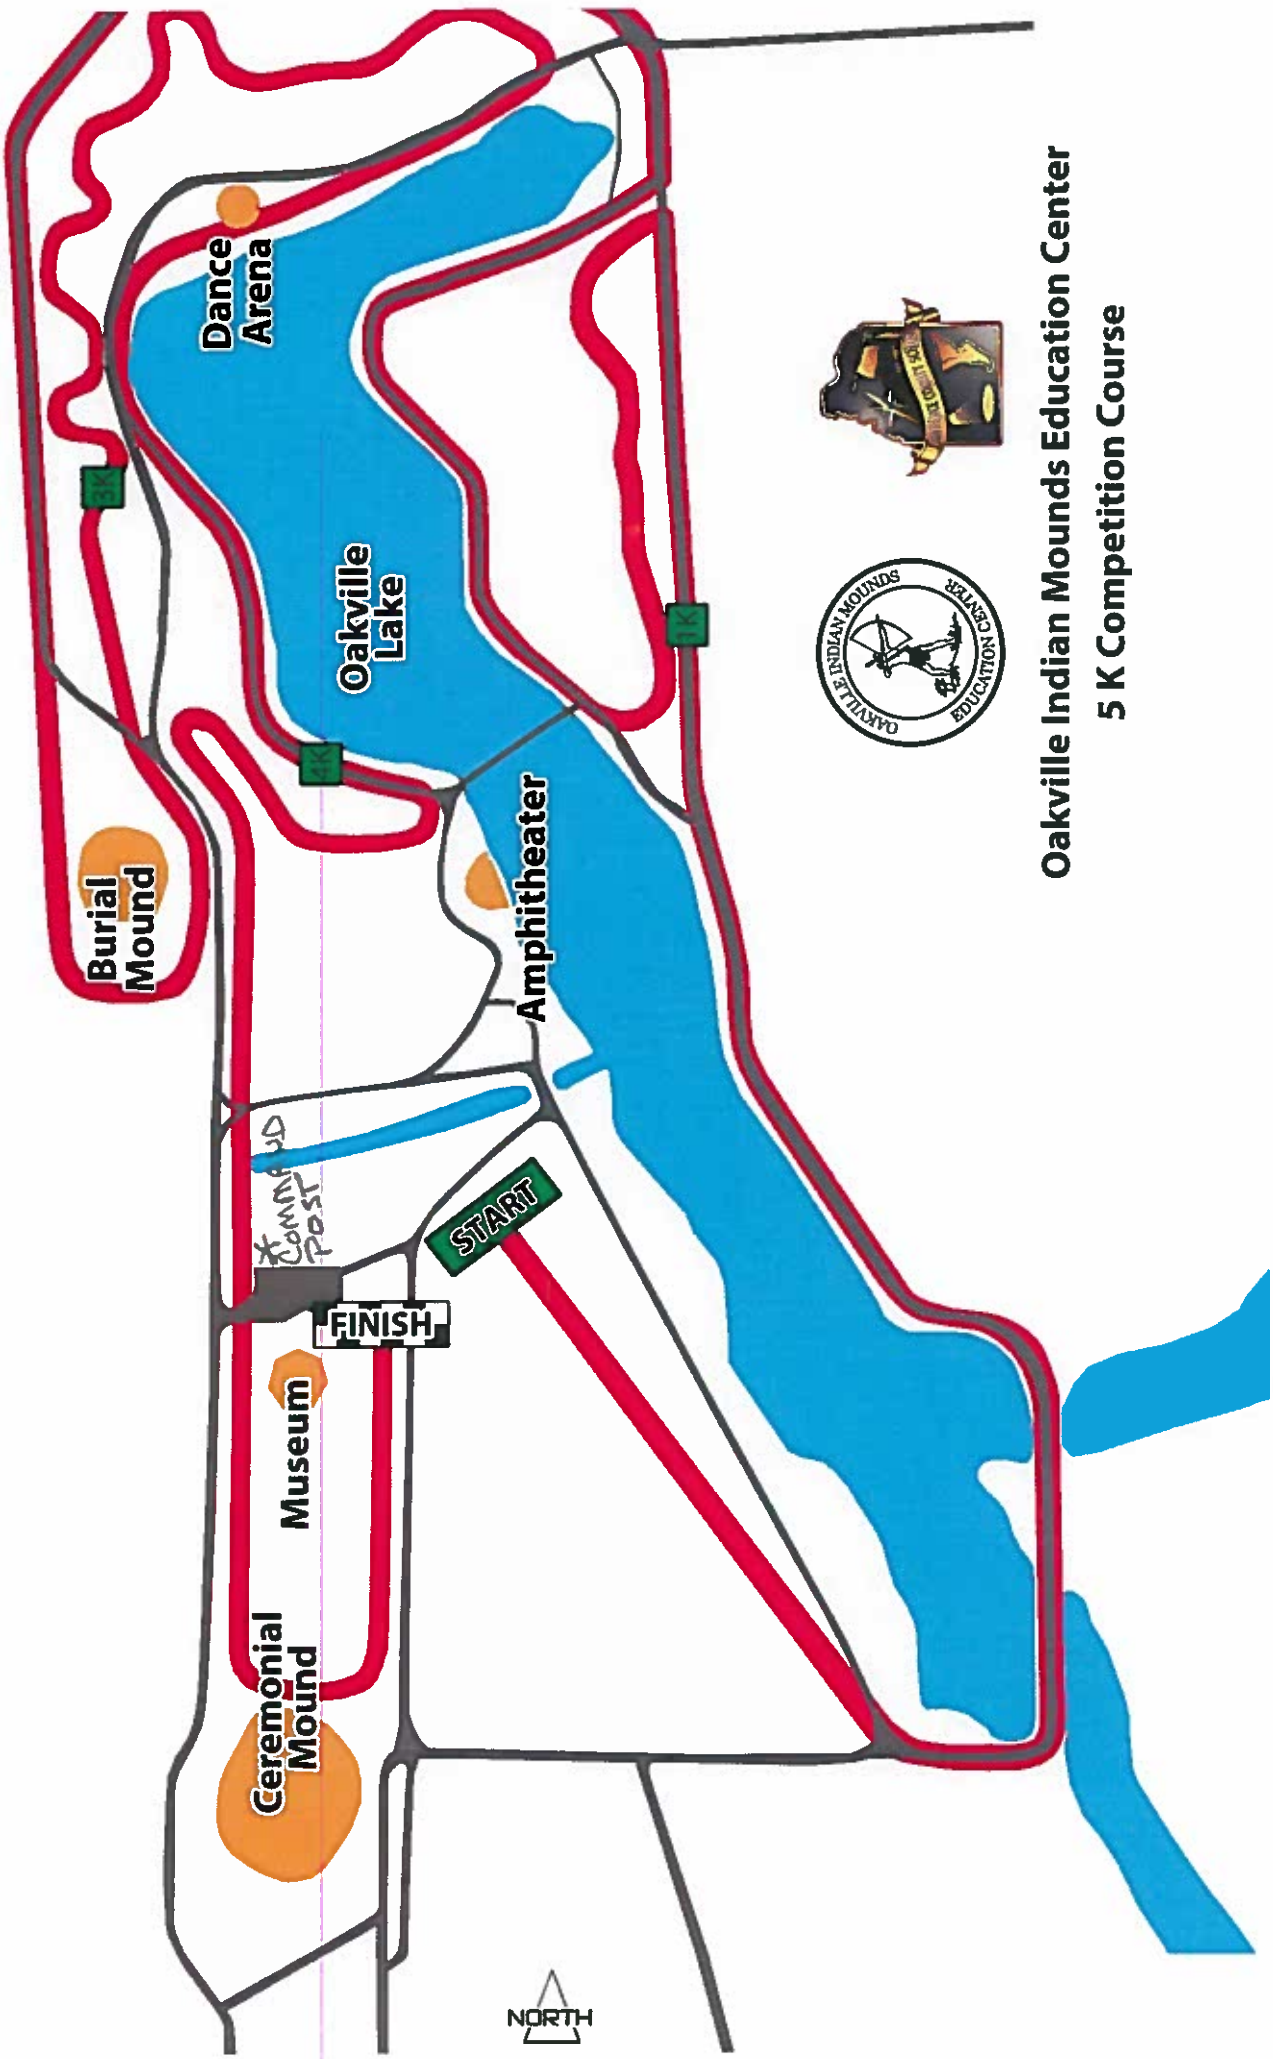 Burial
Mound
3K
Dance
Arena
4K
Oakville
Lake
Amphitheater
1K
*
COMMAND
POST
START
FINISH
Museum
Ceremonial
Mound
NORTH
OAKVILLE INDIAN MOUNDS
EDUCATION CENTER
Oakville Indian Mounds Education Center
5 K Competition Course